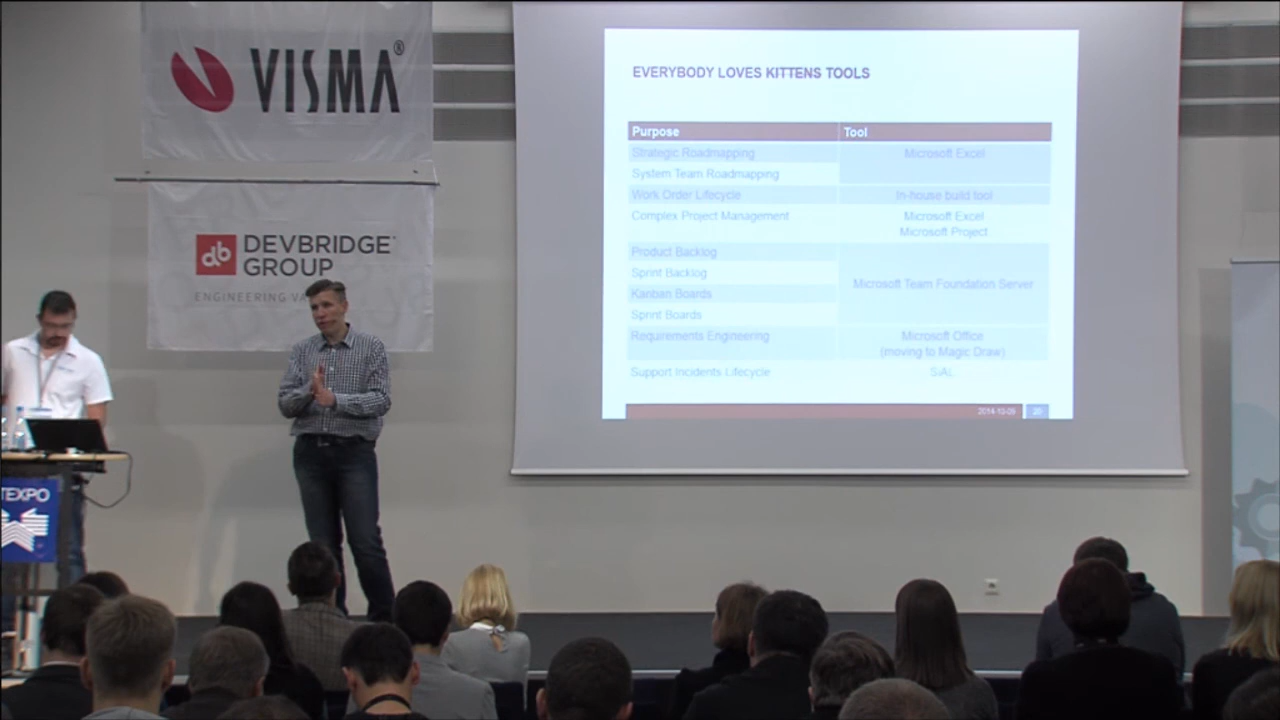 VISMA®
DEVBRIDGE
GROUP
ENGINEERING VA
TEXPO
EVERYBODY LOVES KITTENS TOOLS
Purpose Tool
Strategic Roadmapping Microsoft Excel
System Team Roadmapping
Work Order Lifecycle In-house build tool
Complex Project Management Microsoft Excel
Microsoft Project
Product Backlog
Sprint Backlog
Microsoft Team Foundation Server
Kanban Boards
Sprint Boards
Requirements Engineering Microsoft Office
(moving to Magic Draw)
Support Incidents Lifecycle SIAL
2014-10-09 20